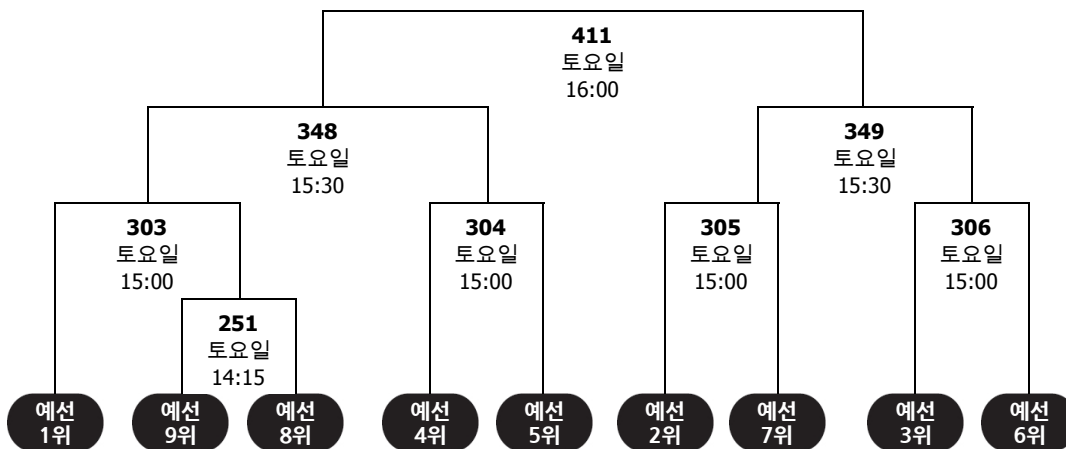 411
토요일
16:00
348
토요일
15:30
349
토요일
15:30
303
토요일
15:00
304
토요일
15:00
305
토요일
15:00
306
토요일
15:00
251
토요일
14:15
예선
1위
예선
9위
예선
8위
예선
4위
예선
5위
예선
2위
예선
7위
예선
3위
예선
6위